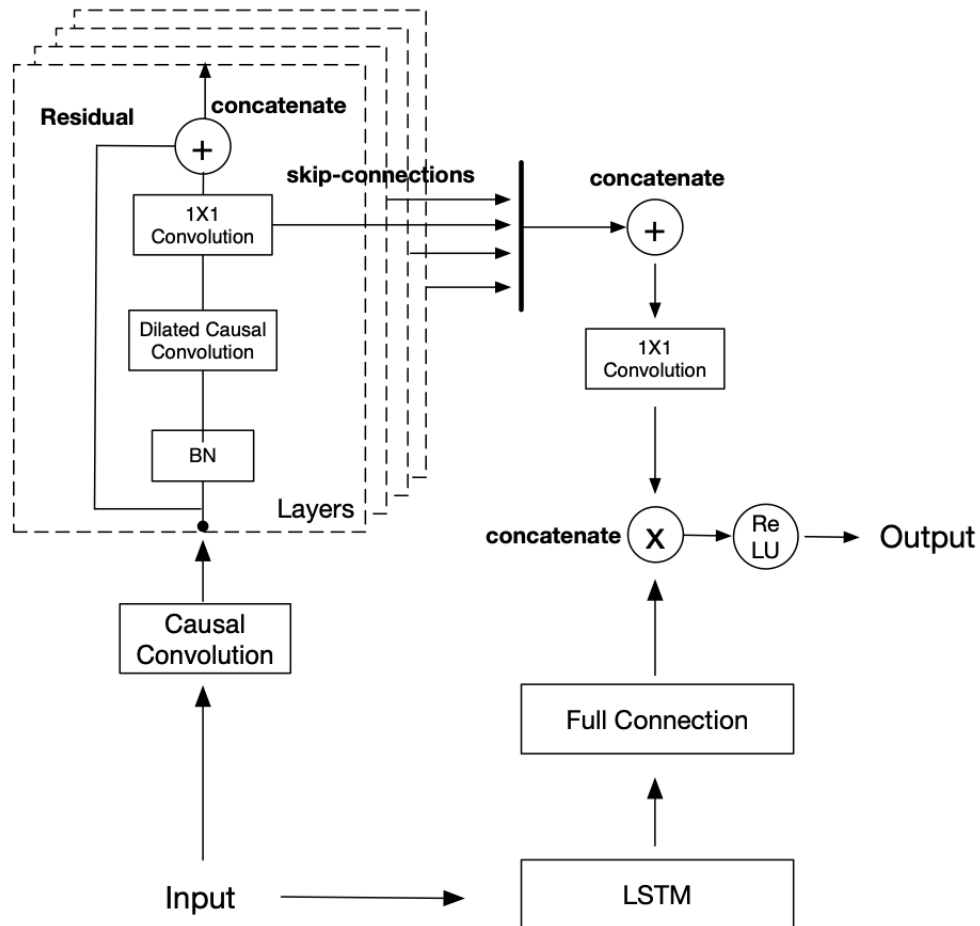 concatenate
Residual
+
skip-connections
concatenate
1X1
Convolution
+
Dilated Causal
Convolution
1X1
Convolution
BN
Layers
concatenate
X
Re
LU
Output
Causal
Convolution
Full Connection
Input
LSTM